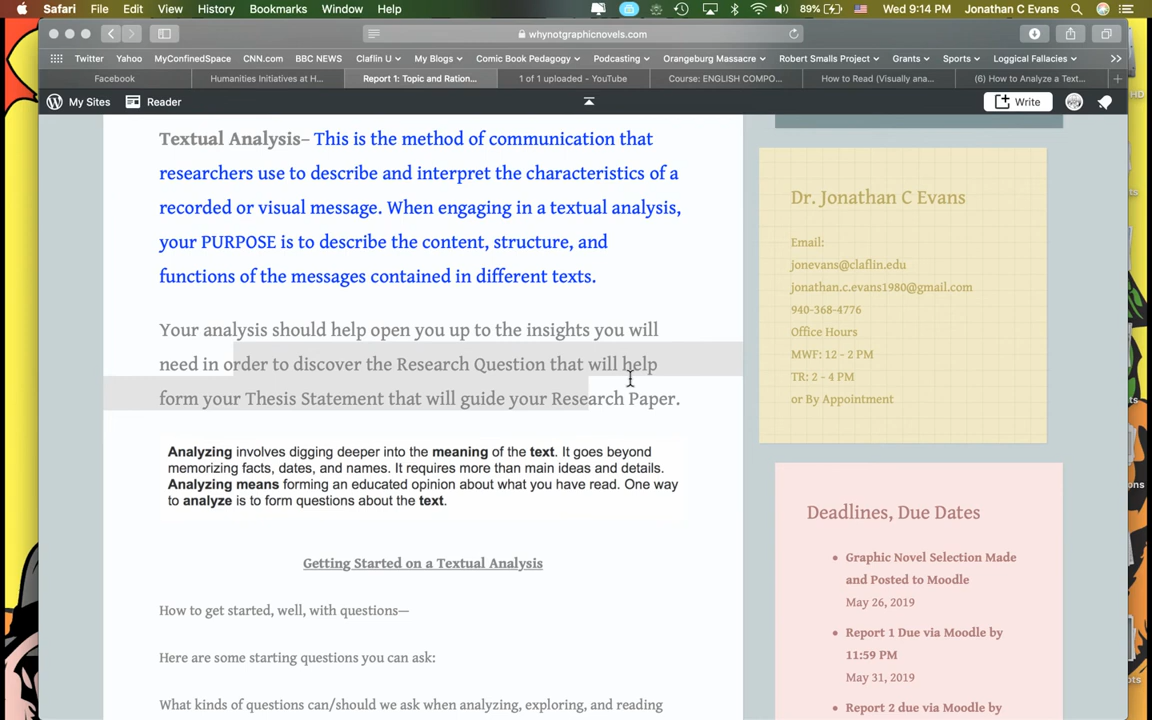 Safari File Edit View History Bookmarks Window Help 89% Wed 9:14 PM Jonathan C Evans
whynotgraphicnovels.com
Twitter Yahoo MyConfinedSpace CNN.com BBC NEWS Claflin U My Blogs Comic Book Pedagogy Podcasting Orangeburg Massacre Robert Smalls Project Grants Sports Loggical Fallacies
Facebook Humanities Initiatives at H... Report 1: Topic and Ration... 1 of 1 uploaded - YouTube Course: ENGLISH COMPO... How to Read (Visually ana... (6) How to Analyze a Text...
My Sites Reader Write
Textual Analysis– This is the method of communication that
researchers use to describe and interpret the characteristics of a
recorded or visual message. When engaging in a textual analysis,
your PURPOSE is to describe the content, structure, and
functions of the messages contained in different texts.
Your analysis should help open you up to the insights you will
need in order to discover the Research Question that will help
form your Thesis Statement that will guide your Research Paper.
Analyzing involves digging deeper into the meaning of the text. It goes beyond
memorizing facts, dates, and names. It requires more than main ideas and details.
Analyzing means forming an educated opinion about what you have read. One way
to analyze is to form questions about the text.
Getting Started on a Textual Analysis
How to get started, well, with questions—
Here are some starting questions you can ask:
What kinds of questions can/should we ask when analyzing, exploring, and reading
Dr. Jonathan C Evans
Email:
jonevans@claflin.edu
jonathan.c.evans1980@gmail.com
940-368-4776
Office Hours
MWF: 12 - 2 PM
TR: 2 - 4 PM
or By Appointment
Deadlines, Due Dates
Graphic Novel Selection Made
and Posted to Moodle
May 26, 2019
Report 1 Due via Moodle by
11:59 PM
May 31, 2019
Report 2 due via Moodle by